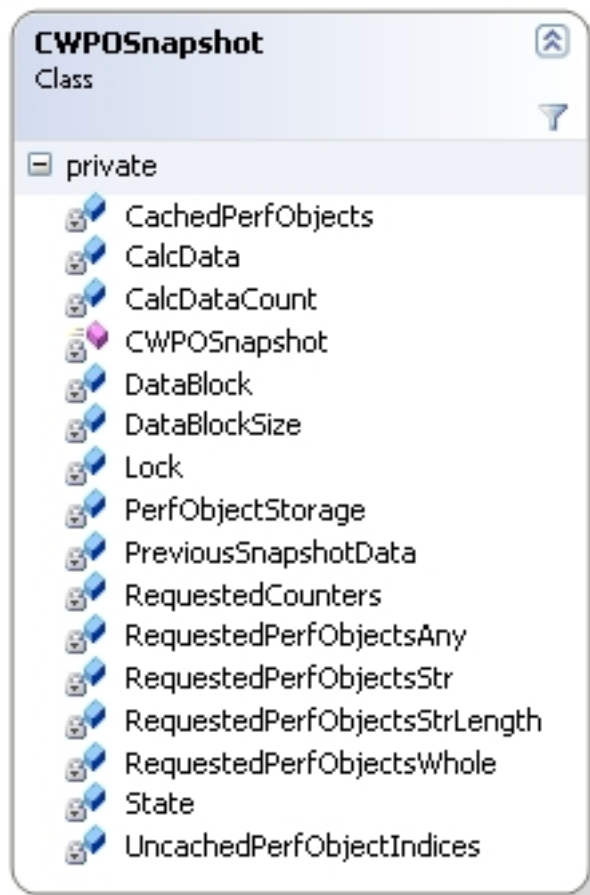 CWPOSnapshot
Class
private
CachedPerfObjects
CalcData
CalcDataCount
CWPOSnapshot
DataBlock
DataBlockSize
Lock
PerfObjectStorage
PreviousSnapshotData
RequestedCounters
RequestedPerfObjectsAny
RequestedPerfObjectsStr
RequestedPerfObjectsStrLength
RequestedPerfObjectsWhole
State
UncachedPerfObjectIndices